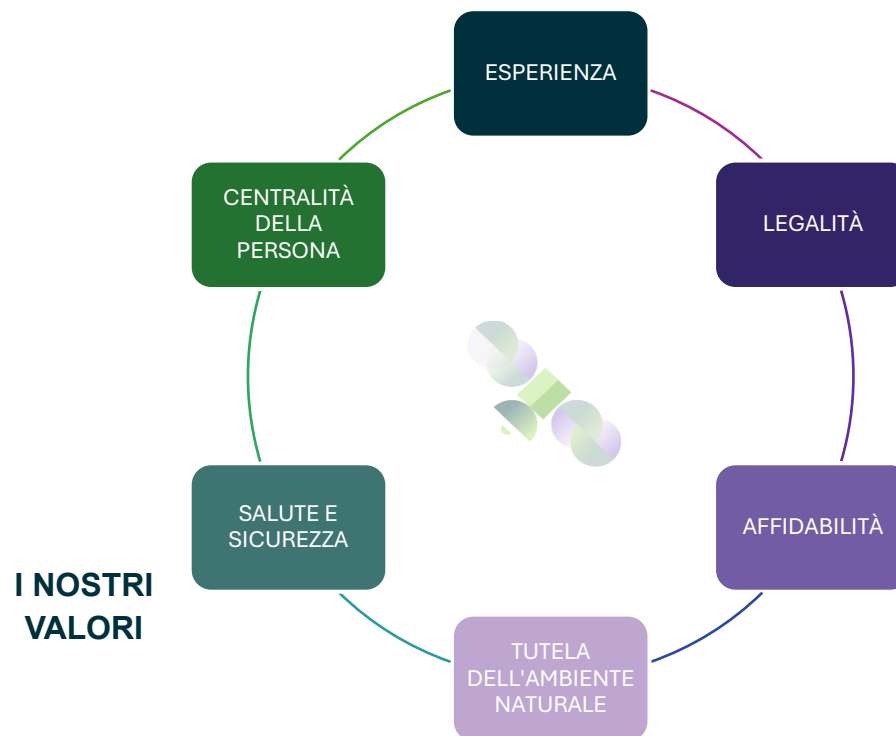 ESPERIENZA
LEGALITÀ
AFFIDABILITÀ
TUTELA
DELL'AMBIENTE
NATURALE
SALUTE E
SICUREZZA
CENTRALITÀ
DELLA
PERSONA
I NOSTRI
VALORI